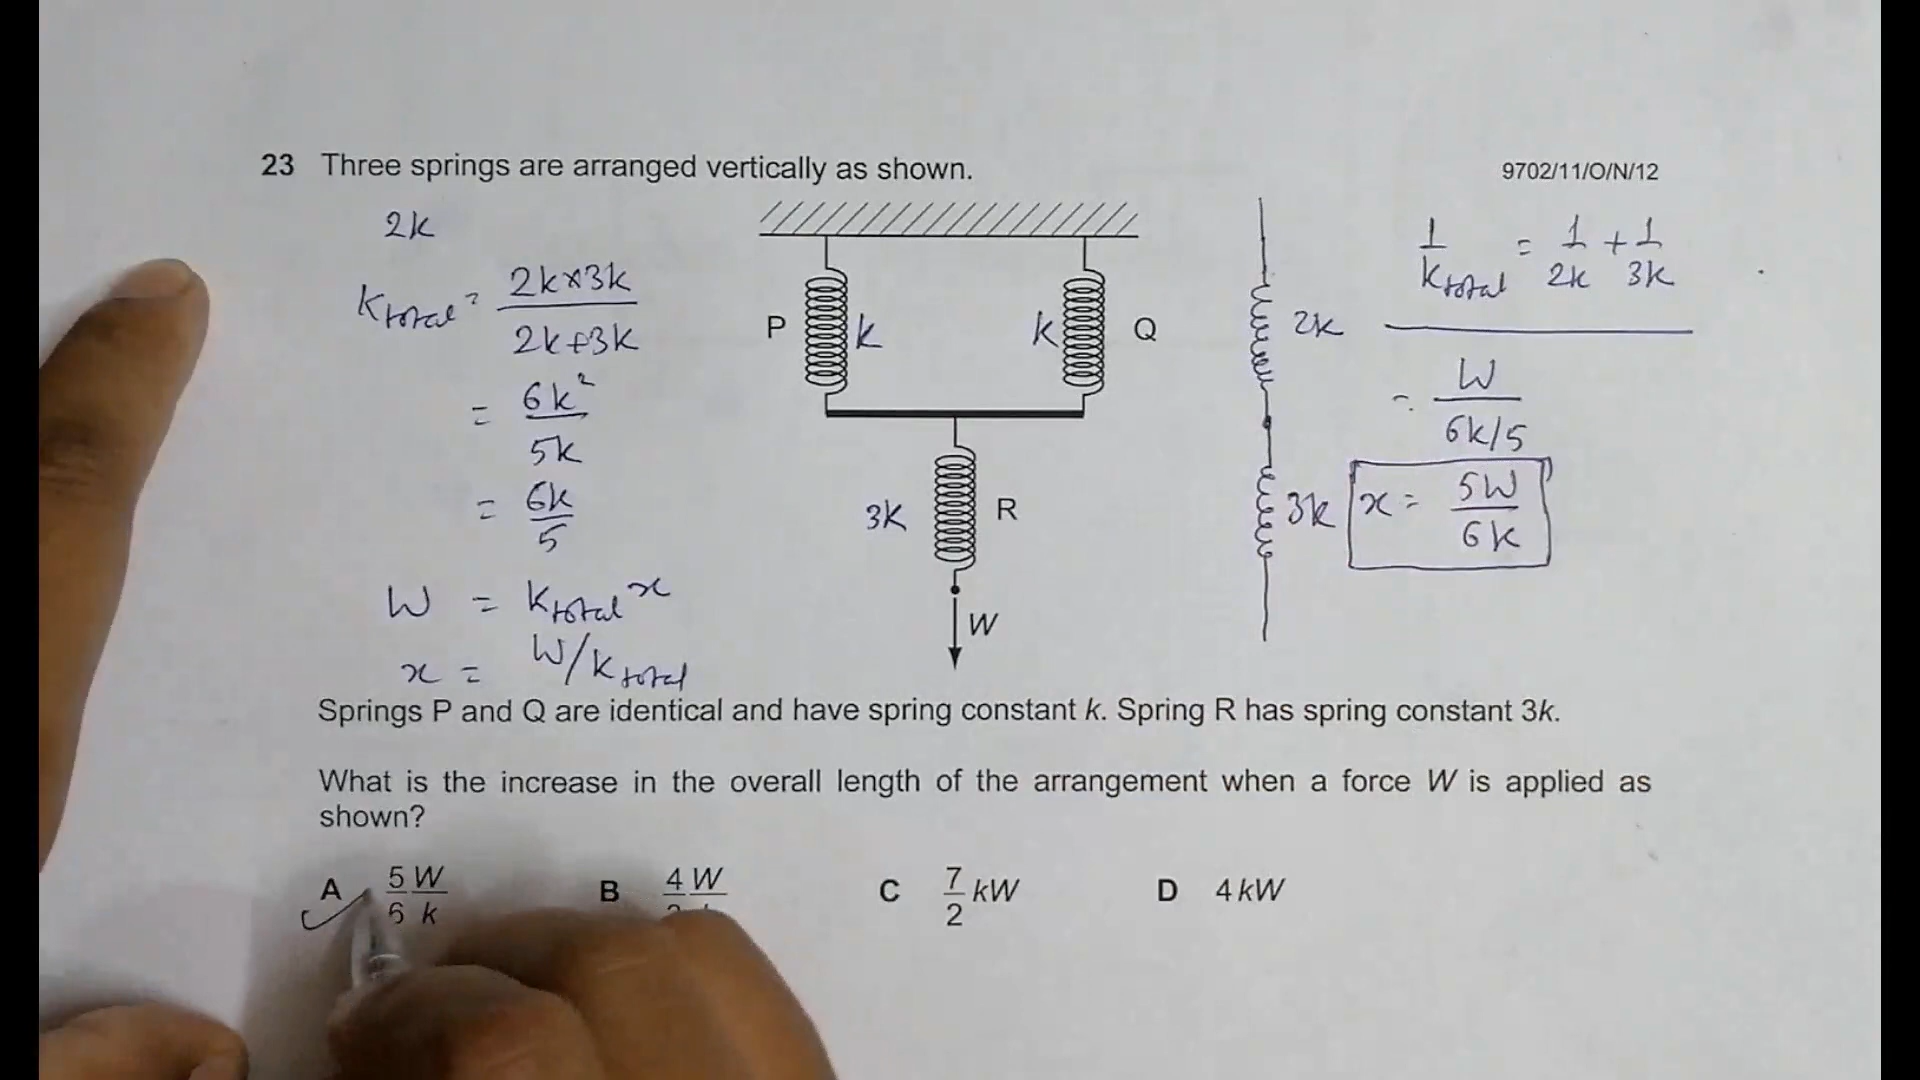 23 Three springs are arranged vertically as shown.
9702/11/O/N/12
2k
k total = 2k×3k / 2k+3k
= 6k² / 5k
= 6k / 5
W = k total x
x = W/k total
P k
k Q
3k R
W
2k
3k
1 / k total = 1 / 2k + 1 / 3k
= W / 6k/5
x = 5W / 6k
Springs P and Q are identical and have spring constant k. Spring R has spring constant 3k.
What is the increase in the overall length of the arrangement when a force W is applied as
shown?
A 5 W / 6 k B 4 W C 7/2 kW D 4kW